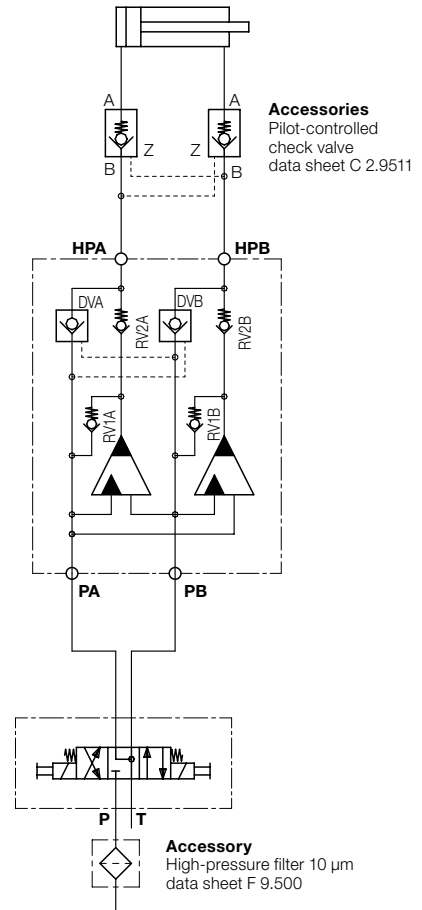 A
A
Accessories
Pilot-controlled
check valve
data sheet C 2.9511
Z
Z
B
B
HPA
HPB
DVA
DVB
RV2A
RV2B
RV1A
RV1B
PA
PB
P
T
Accessory
High-pressure filter 10 µm
data sheet F 9.500